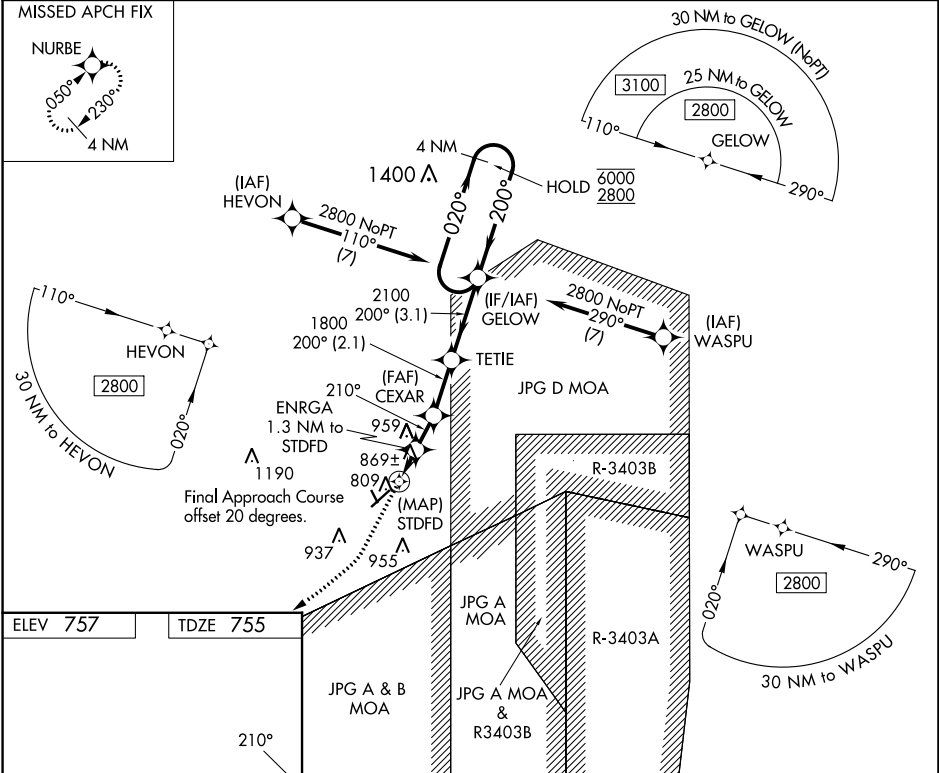 MISSED APCH FIX
NURBE
050°
230°
4 NM
30 NM to GELOW (NoPT)
3100
25 NM to GELOW
2800
110°
GELOW
290°
4 NM
1400
HOLD 6000
2800
020°
200°
(IAF)
HEVON
2800 NoPT
110°
(7)
2100
200° (3.1)
(IF/IAF)
GELOW
2800 NoPT
290°
(7)
(IAF)
WASPU
1800
200° (2.1)
TETIE
110°
HEVON
2800
020°
30 NM to HEVON
(FAF)
CEXAR
210°
JPG D MOA
ENRGA
1.3 NM to
STDFD
959
869±
809
1190
Final Approach Course
offset 20 degrees.
(MAP)
STDFD
R-3403B
937
955
WASPU
290°
2800
020°
30 NM to WASPU
JPG A
MOA
R-3403A
JPG A & B
MOA
JPG A MOA
&
R3403B
ELEV 757
TDZE 755
210°